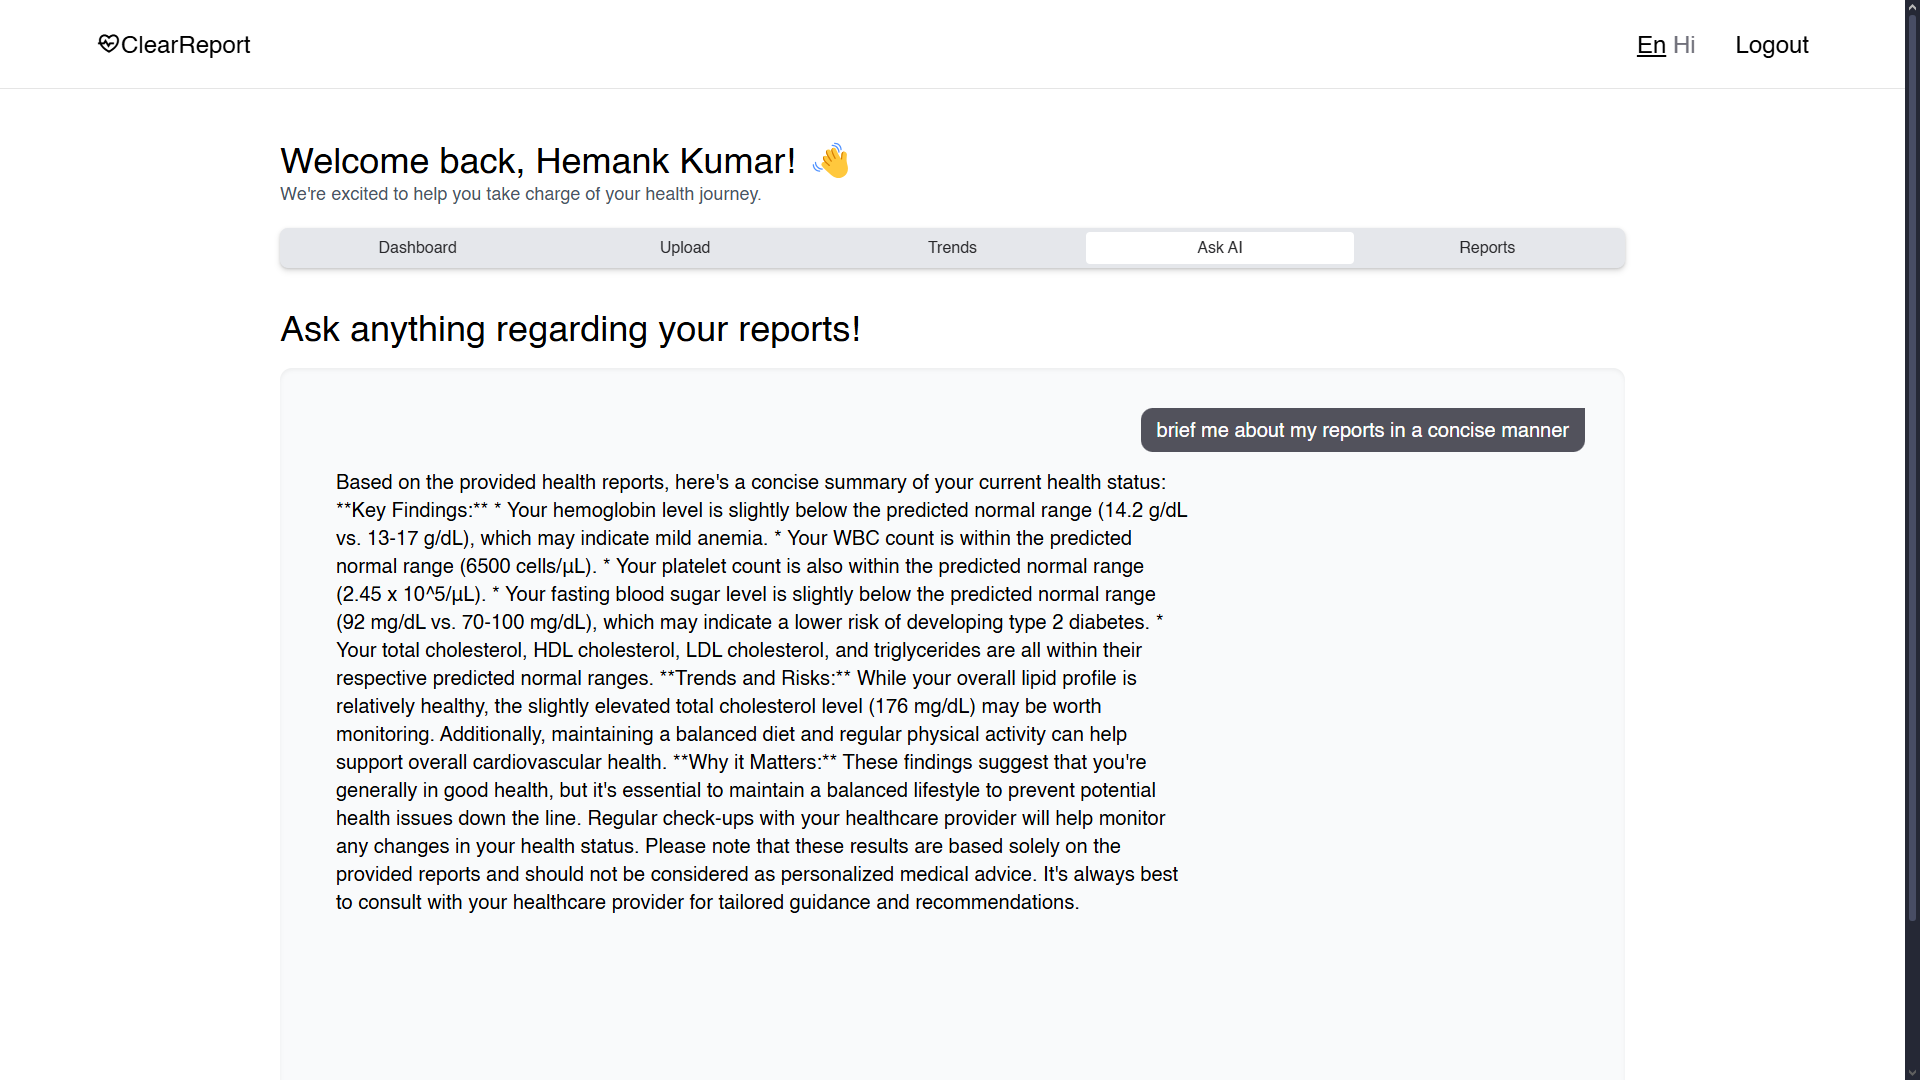 ClearReport
En Hi Logout
Welcome back, Hemank Kumar! 👋
We're excited to help you take charge of your health journey.
Dashboard Upload Trends Ask AI Reports
Ask anything regarding your reports!
brief me about my reports in a concise manner
Based on the provided health reports, here's a concise summary of your current health status:
**Key Findings:** * Your hemoglobin level is slightly below the predicted normal range (14.2 g/dL
vs. 13-17 g/dL), which may indicate mild anemia. * Your WBC count is within the predicted
normal range (6500 cells/µL). * Your platelet count is also within the predicted normal range
(2.45 x 10^5/µL). * Your fasting blood sugar level is slightly below the predicted normal range
(92 mg/dL vs. 70-100 mg/dL), which may indicate a lower risk of developing type 2 diabetes. *
Your total cholesterol, HDL cholesterol, LDL cholesterol, and triglycerides are all within their
respective predicted normal ranges. **Trends and Risks:** While your overall lipid profile is
relatively healthy, the slightly elevated total cholesterol level (176 mg/dL) may be worth
monitoring. Additionally, maintaining a balanced diet and regular physical activity can help
support overall cardiovascular health. **Why it Matters:** These findings suggest that you're
generally in good health, but it's essential to maintain a balanced lifestyle to prevent potential
health issues down the line. Regular check-ups with your healthcare provider will help monitor
any changes in your health status. Please note that these results are based solely on the
provided reports and should not be considered as personalized medical advice. It's always best
to consult with your healthcare provider for tailored guidance and recommendations.